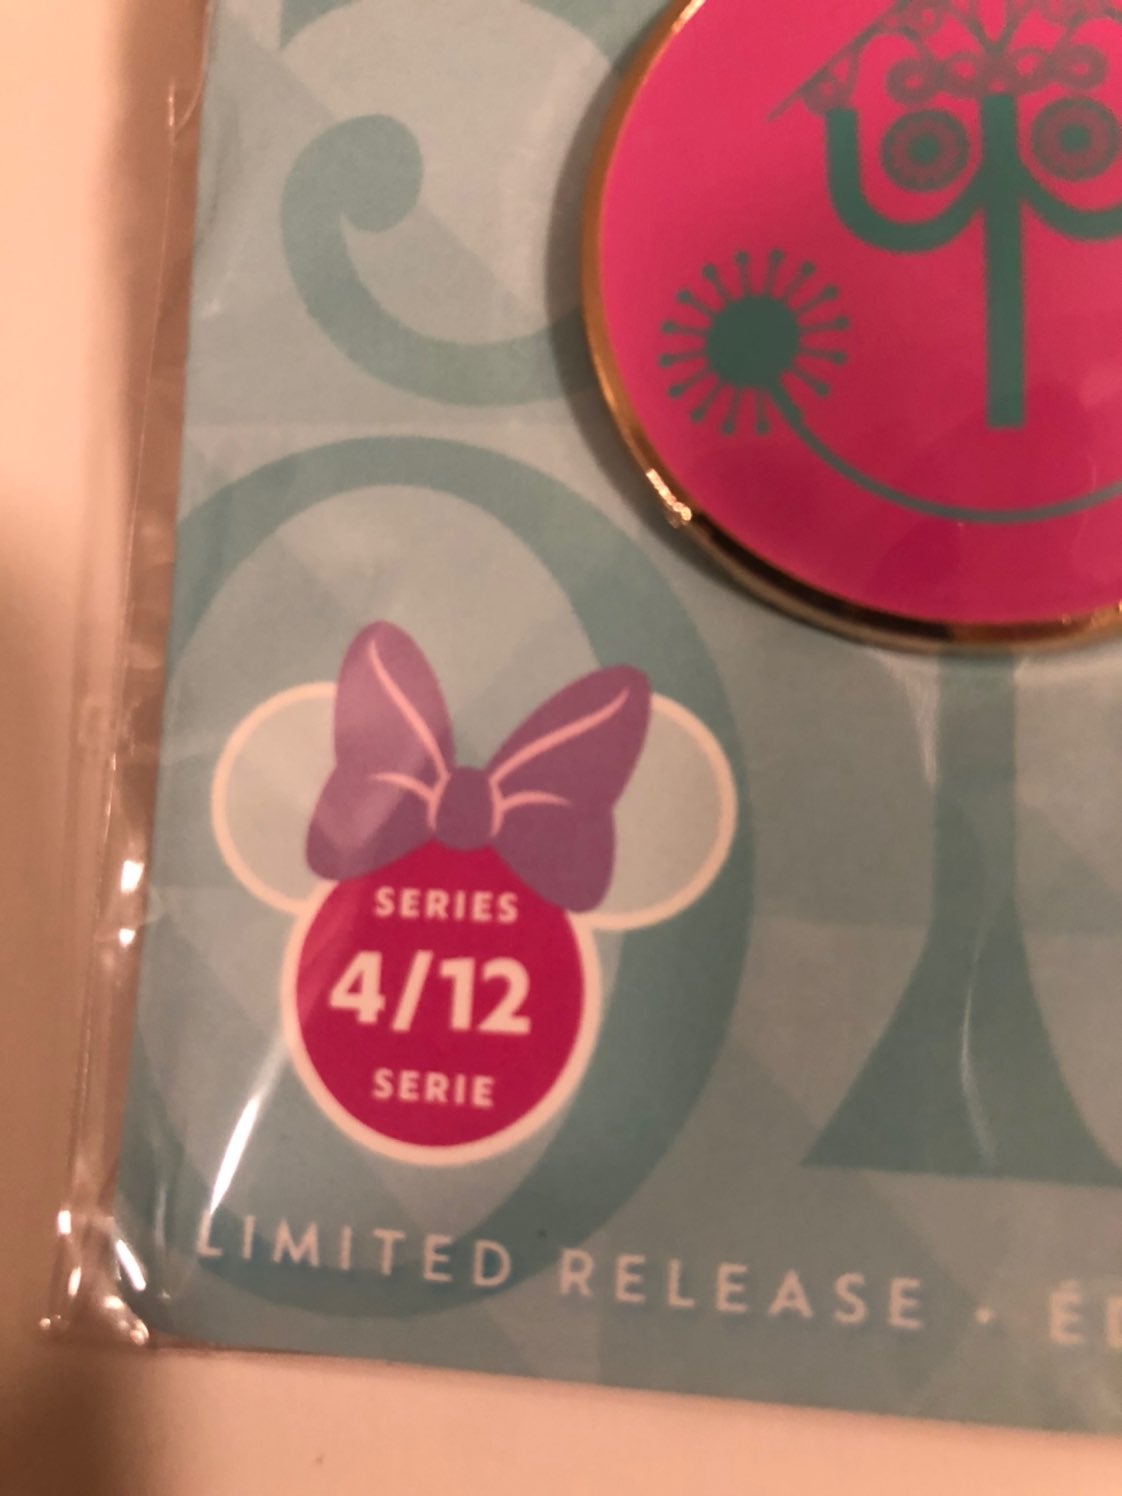 SERIES
4/12
SERIE
LIMITED RELEASE •